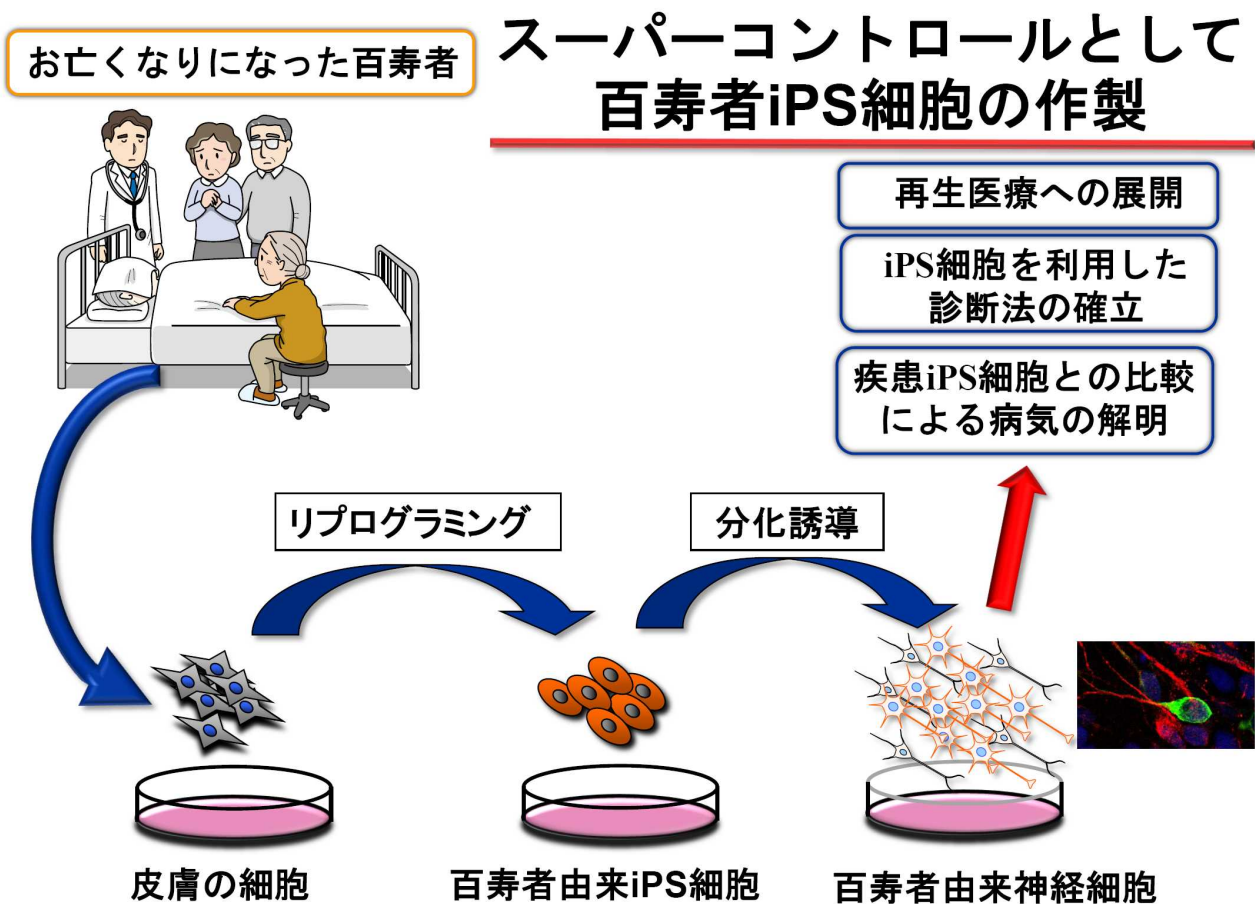 お亡くなりになった百寿者
スーパーコントロールとして
百寿者iPS細胞の作製
再生医療への展開
iPS細胞を利用した
診断法の確立
疾患iPS細胞との比較
による病気の解明
リプログラミング
分化誘導
皮膚の細胞
百寿者由来iPS細胞
百寿者由来神経細胞